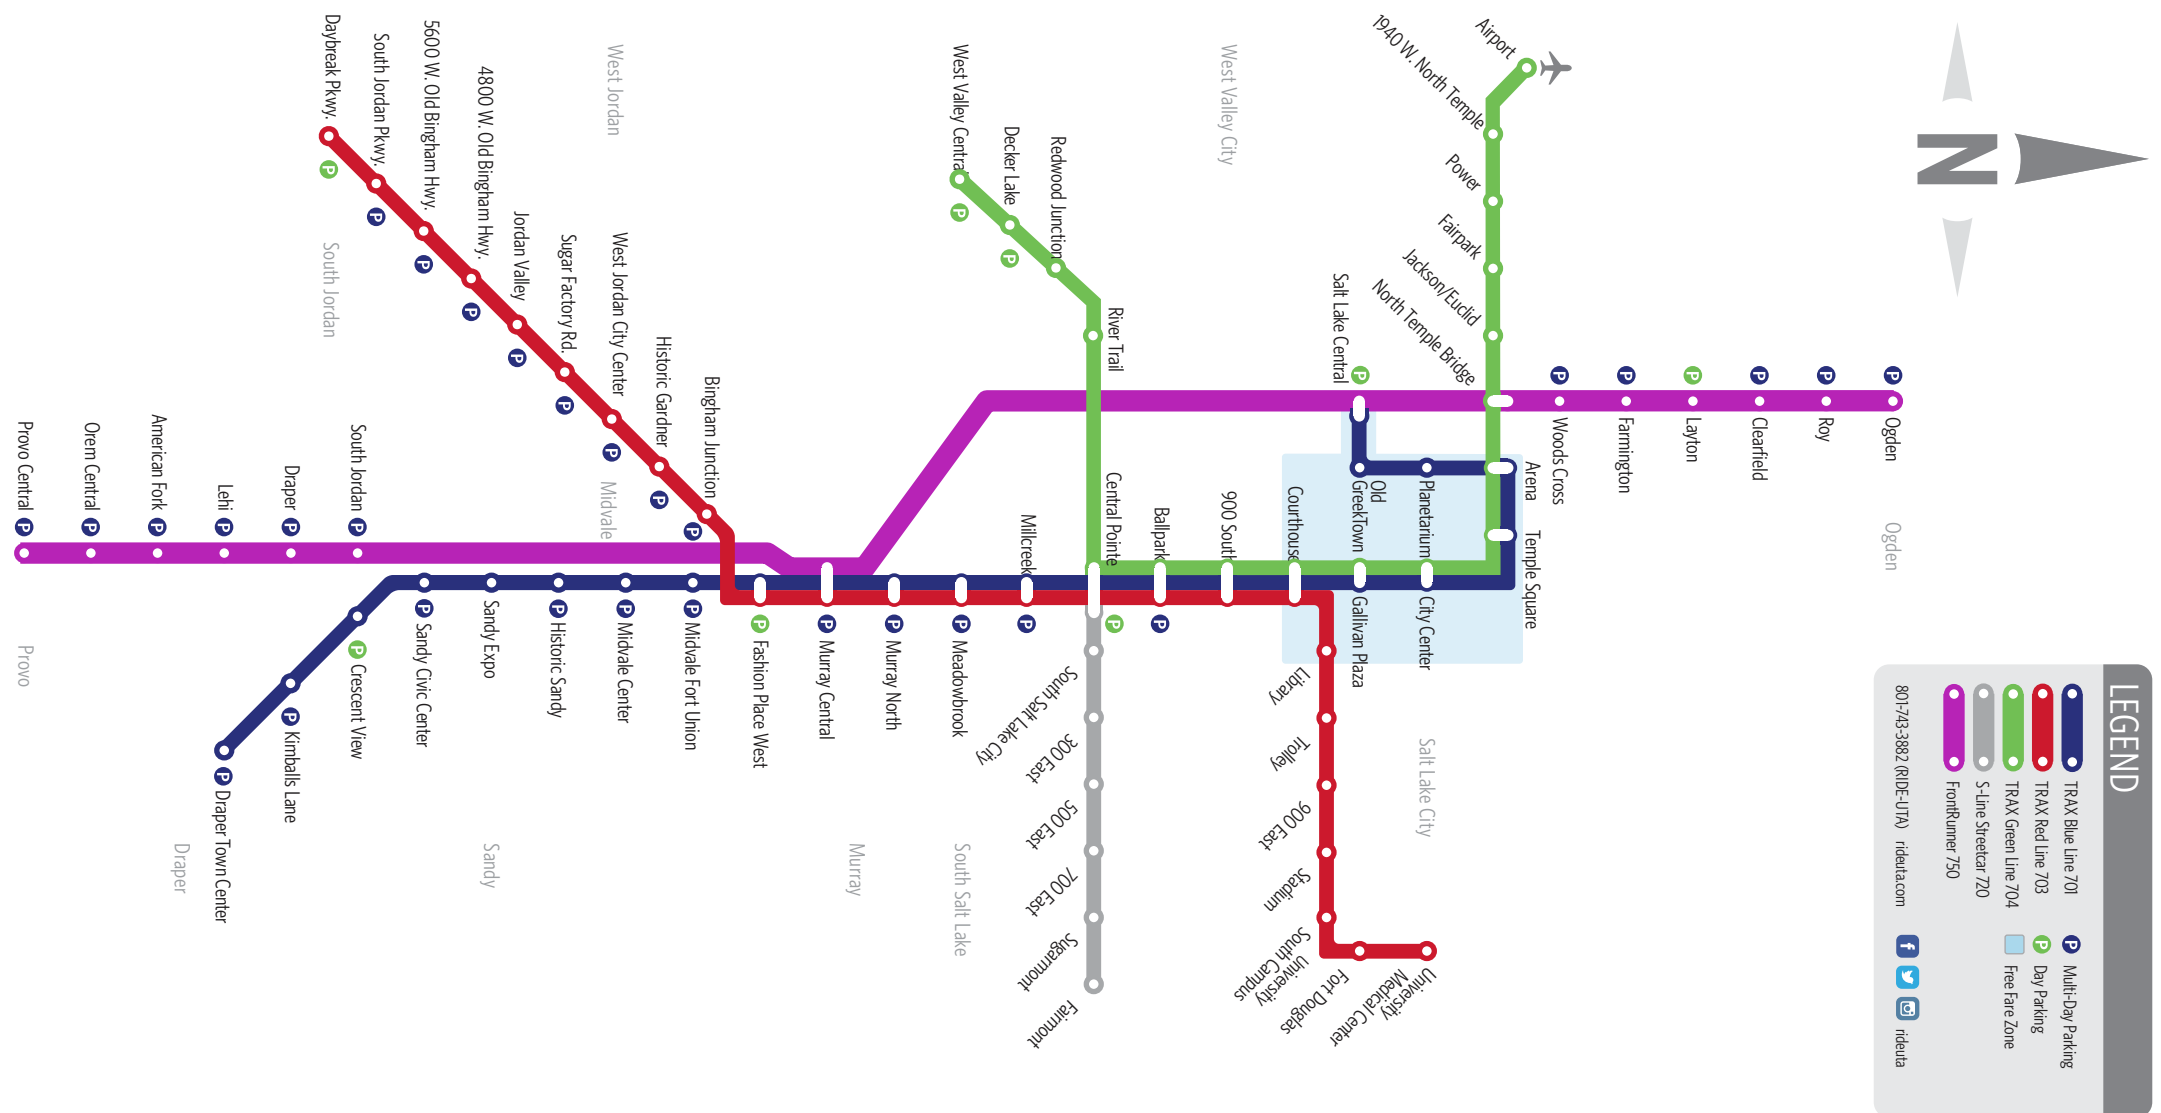 Airport
1940 W. North Temple
Power
Fairpark
Jackson/Euclid
North Temple Bridge
Ogden
Roy
Clearfield
Layton
Farmington
Woods Cross
Ogden
Arena
Temple Square
Salt Lake Central
Old
GreekTown
Planetarium
City Center
Gallivan Plaza
Courthouse
900 South
Ballpark
Central Pointe
Millcreek
Meadowbrook
Murray North
Murray Central
Fashion Place West
West Valley City
River Trail
Redwood Junction
Decker Lake
West Valley Central
Library
Trolley
900 East
Stadium
University
South Campus
Fort Douglas
University
Medical Center
Salt Lake City
South Salt Lake City
300 East
500 East
700 East
Sugarmont
Fairmont
South Salt Lake
Murray
West Jordan
Bingham Junction
Historic Gardner
West Jordan City Center
Sugar Factory Rd.
Jordan Valley
4800 W. Old Bingham Hwy.
5600 W. Old Bingham Hwy.
South Jordan Pkwy.
Daybreak Pkwy.
South Jordan
Midvale
Midvale Fort Union
Midvale Center
Historic Sandy
Sandy Expo
Sandy Civic Center
Crescent View
Kimballs Lane
Draper Town Center
Sandy
Draper
South Jordan
Draper
Lehi
American Fork
Orem Central
Provo Central
Provo
N
LEGEND
TRAX Blue Line 701
TRAX Red Line 703
TRAX Green Line 704
S-Line Streetcar 720
FrontRunner 750
P Multi-Day Parking
P Day Parking
Free Fare Zone
801-743-3882 (RIDE-UTA) rideuta.com
rideuta